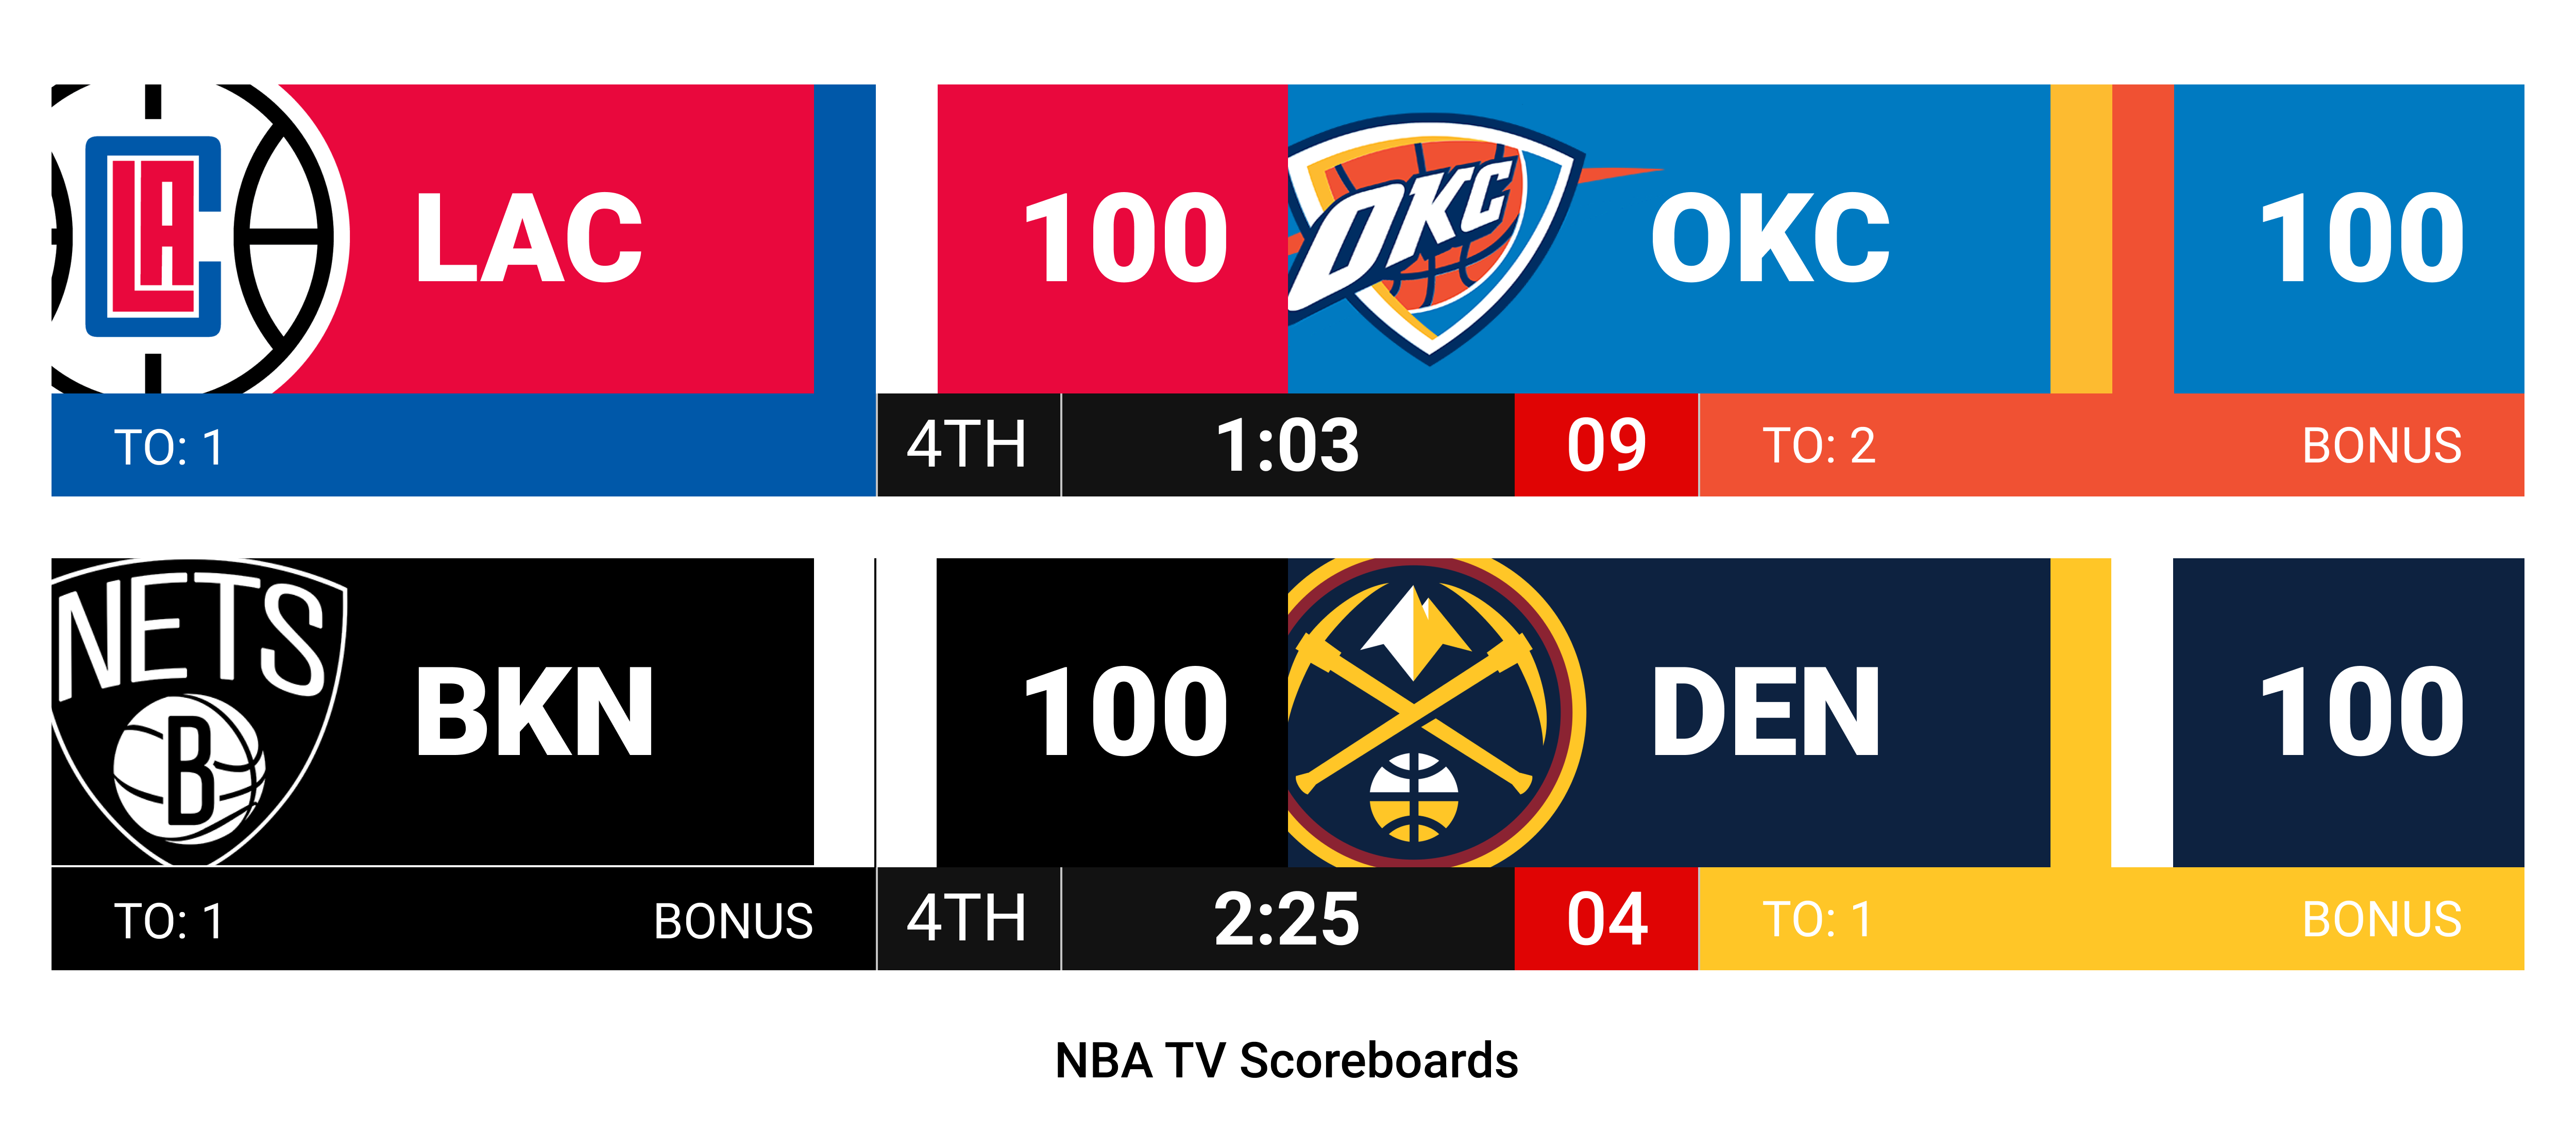 LA
LAC
100
OKC
OKC
100
TO: 1
4TH
1:03
09
TO: 2
BONUS
NETS
B
BKN
100
DEN
100
TO: 1
BONUS
4TH
2:25
04
TO: 1
BONUS
NBA TV Scoreboards